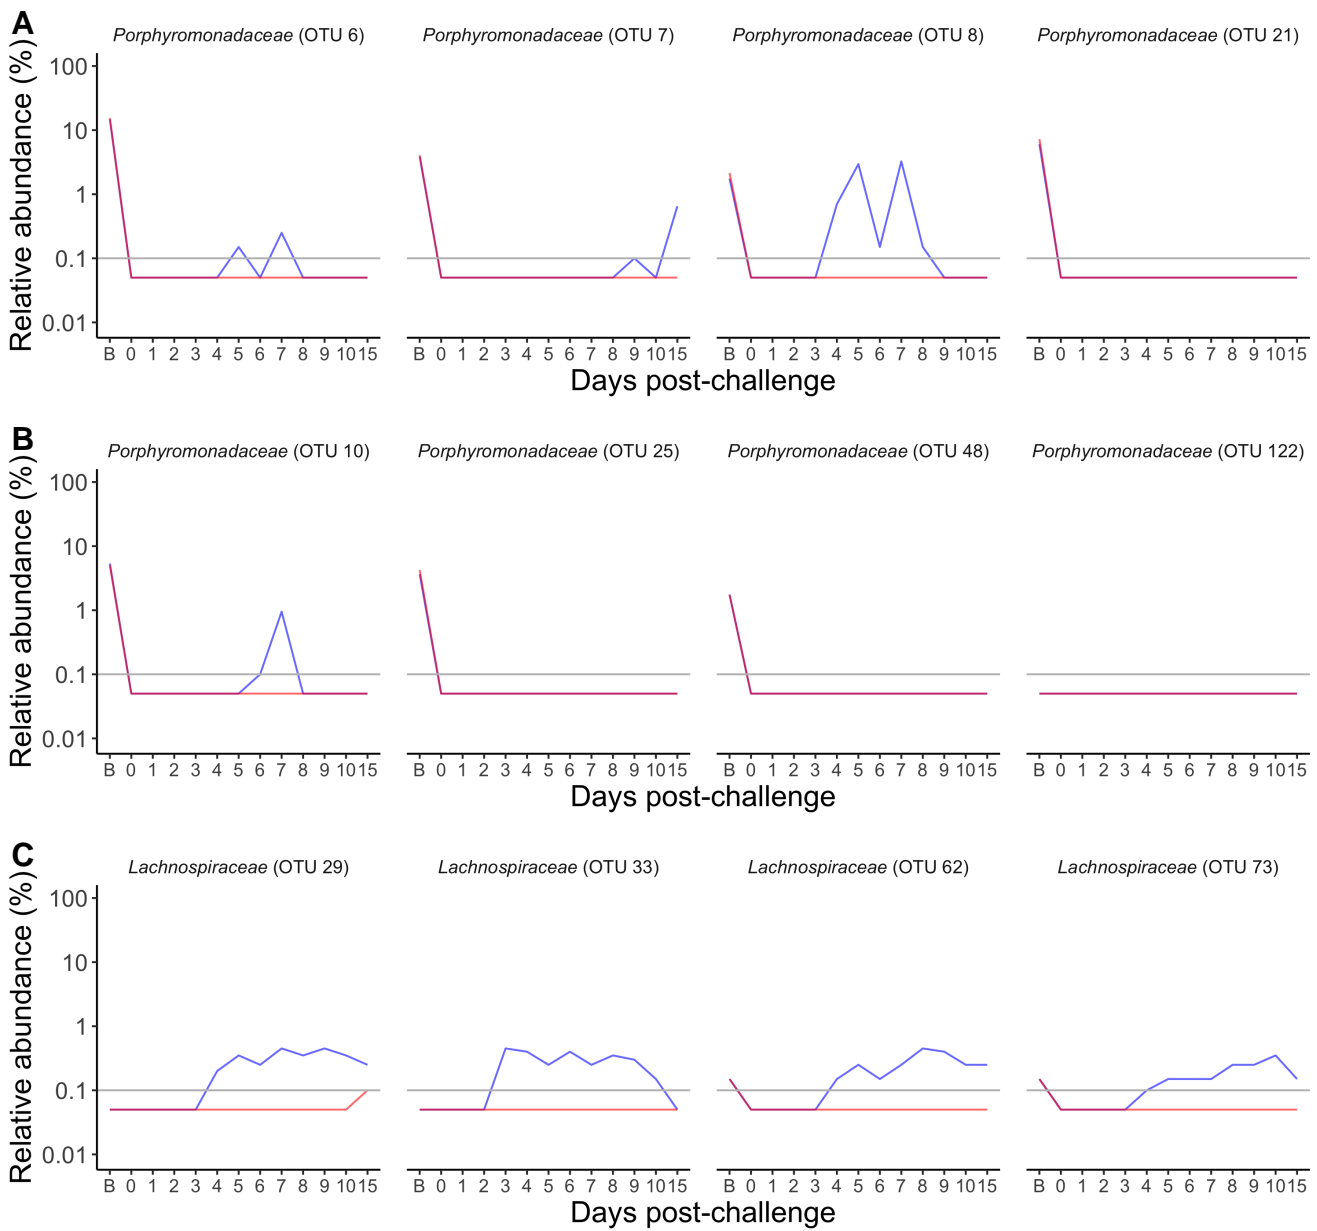 A
Porphyromonadaceae (OTU 6) Porphyromonadaceae (OTU 7) Porphyromonadaceae (OTU 8) Porphyromonadaceae (OTU 21)
Relative abundance (%)
100
10
1
0.1
0.01
B 0 1 2 3 4 5 6 7 8 9 10 15 B 0 1 2 3 4 5 6 7 8 9 10 15 B 0 1 2 3 4 5 6 7 8 9 10 15 B 0 1 2 3 4 5 6 7 8 9 10 15
Days post-challenge
B
Porphyromonadaceae (OTU 10) Porphyromonadaceae (OTU 25) Porphyromonadaceae (OTU 48) Porphyromonadaceae (OTU 122)
Relative abundance (%)
100
10
1
0.1
0.01
B 0 1 2 3 4 5 6 7 8 9 10 15 B 0 1 2 3 4 5 6 7 8 9 10 15 B 0 1 2 3 4 5 6 7 8 9 10 15 B 0 1 2 3 4 5 6 7 8 9 10 15
Days post-challenge
C
Lachnospiraceae (OTU 29) Lachnospiraceae (OTU 33) Lachnospiraceae (OTU 62) Lachnospiraceae (OTU 73)
Relative abundance (%)
100
10
1
0.1
0.01
B 0 1 2 3 4 5 6 7 8 9 10 15 B 0 1 2 3 4 5 6 7 8 9 10 15 B 0 1 2 3 4 5 6 7 8 9 10 15 B 0 1 2 3 4 5 6 7 8 9 10 15
Days post-challenge